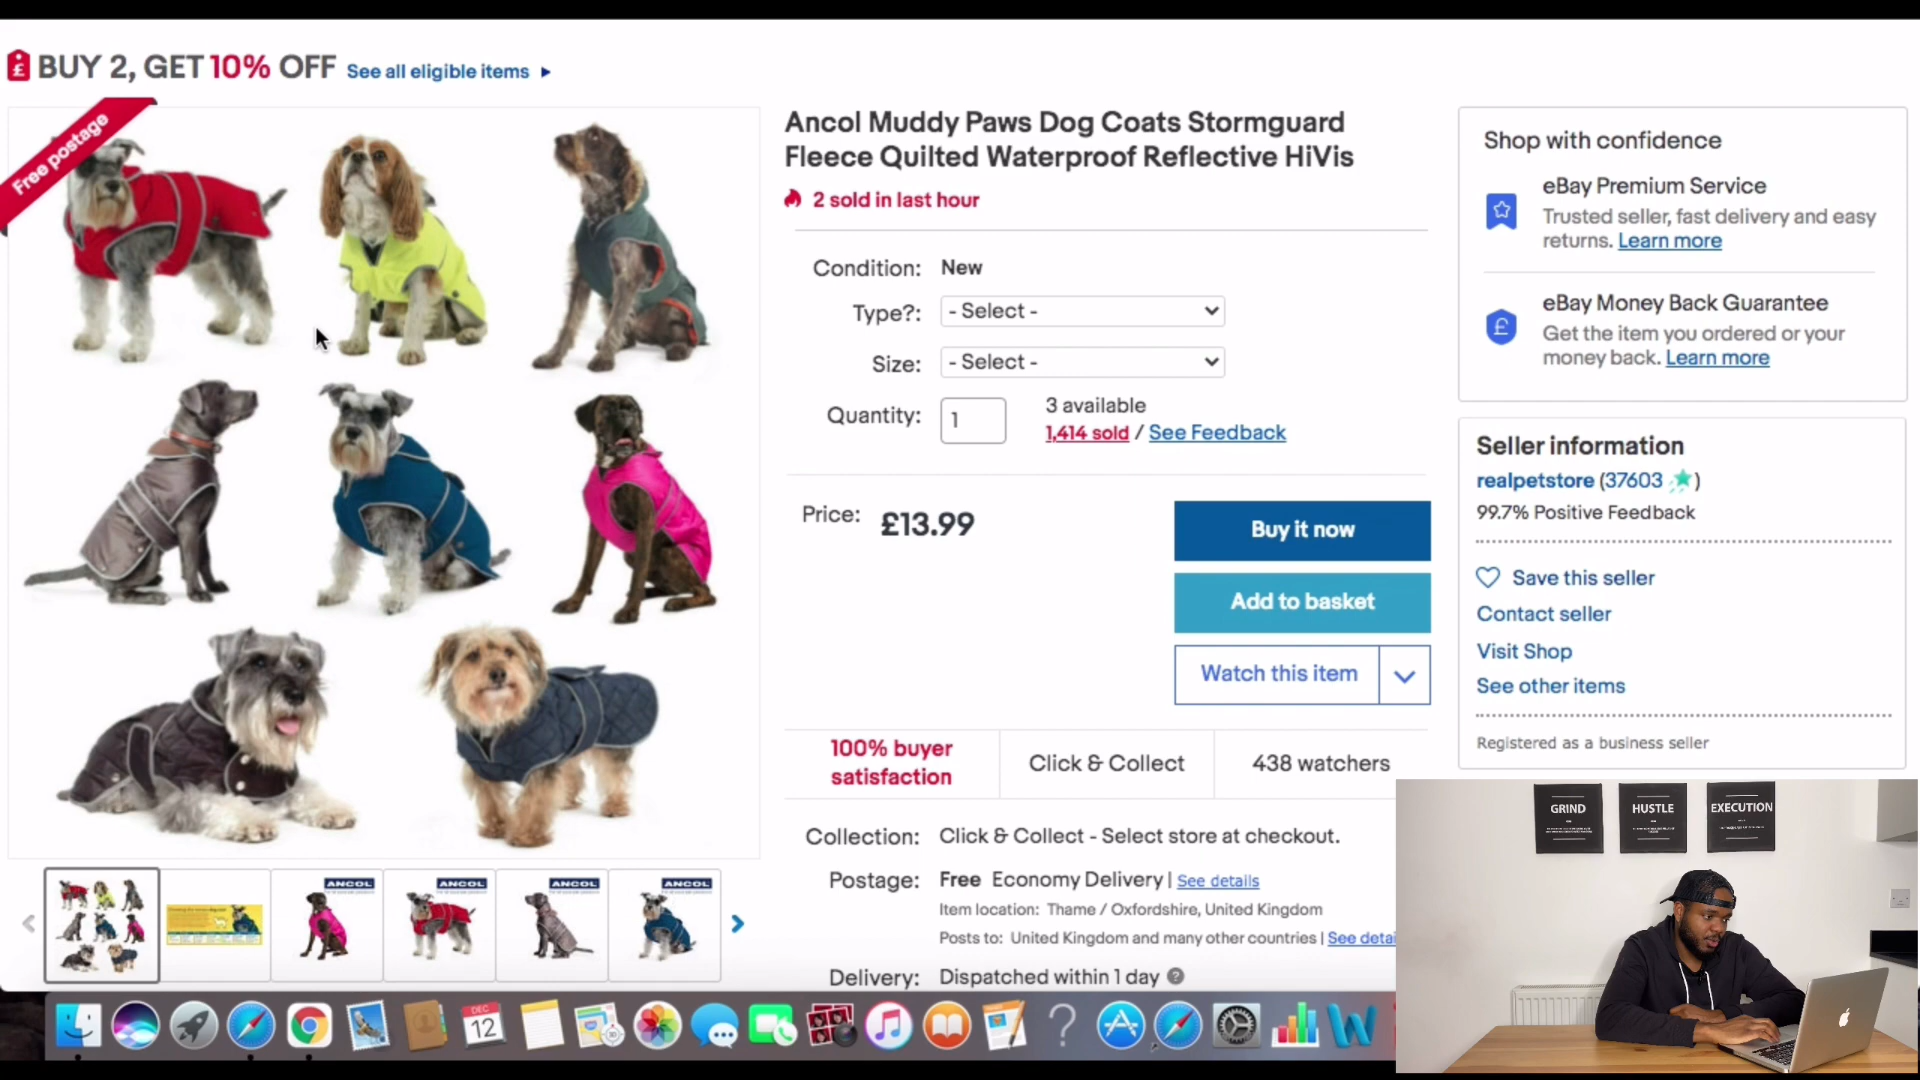 BUY 2, GET 10% OFF See all eligible items
Free postage
Ancol Muddy Paws Dog Coats Stormguard
Fleece Quilted Waterproof Reflective HiVis
2 sold in last hour
Condition: New
Type?: - Select -
Size: - Select -
Quantity: 1
3 available
1,414 sold / See Feedback
Price: £13.99
Buy it now
Add to basket
Watch this item
100% buyer
satisfaction
Click & Collect
438 watchers
Collection: Click & Collect - Select store at checkout.
Postage: Free Economy Delivery | See details
Item location: Thame / Oxfordshire, United Kingdom
Posts to: United Kingdom and many other countries | See detai
Delivery: Dispatched within 1 day
Shop with confidence
eBay Premium Service
Trusted seller, fast delivery and easy
returns. Learn more
eBay Money Back Guarantee
Get the item you ordered or your
money back. Learn more
Seller information
realpetstore (37603)
99.7% Positive Feedback
Save this seller
Contact seller
Visit Shop
See other items
Registered as a business seller
ANCOL
ANCOL
ANCOL
ANCOL
DEC
12
GRIND
HUSTLE
EXECUTION